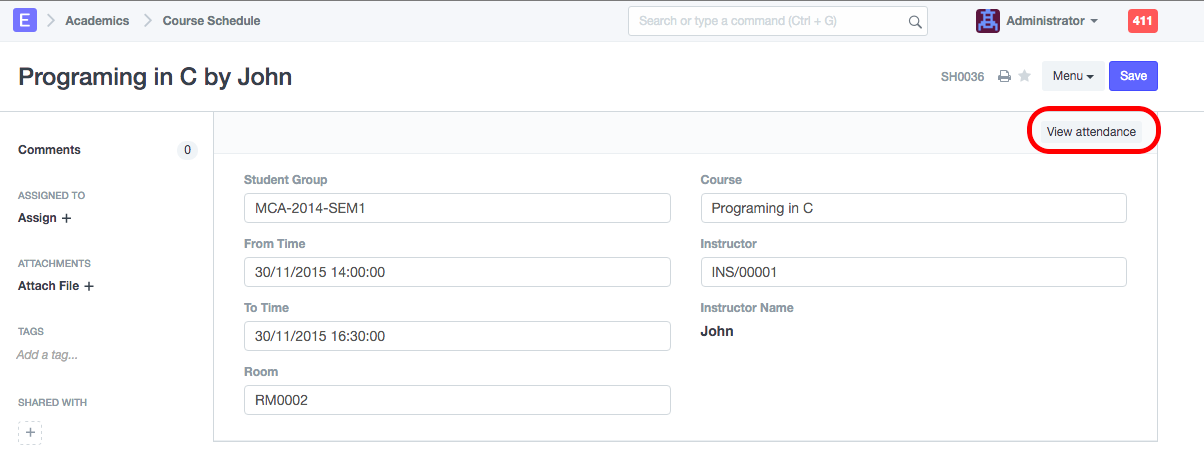 E Academics Course Schedule Search or type a command (Ctrl + G) Administrator 411
Programing in C by John SH0036 Menu Save
View attendance
Comments 0
ASSIGNED TO
Assign +
ATTACHMENTS
Attach File +
TAGS
Add a tag...
SHARED WITH
+
Student Group
MCA-2014-SEM1
From Time
30/11/2015 14:00:00
To Time
30/11/2015 16:30:00
Room
RM0002
Course
Programing in C
Instructor
INS/00001
Instructor Name
John